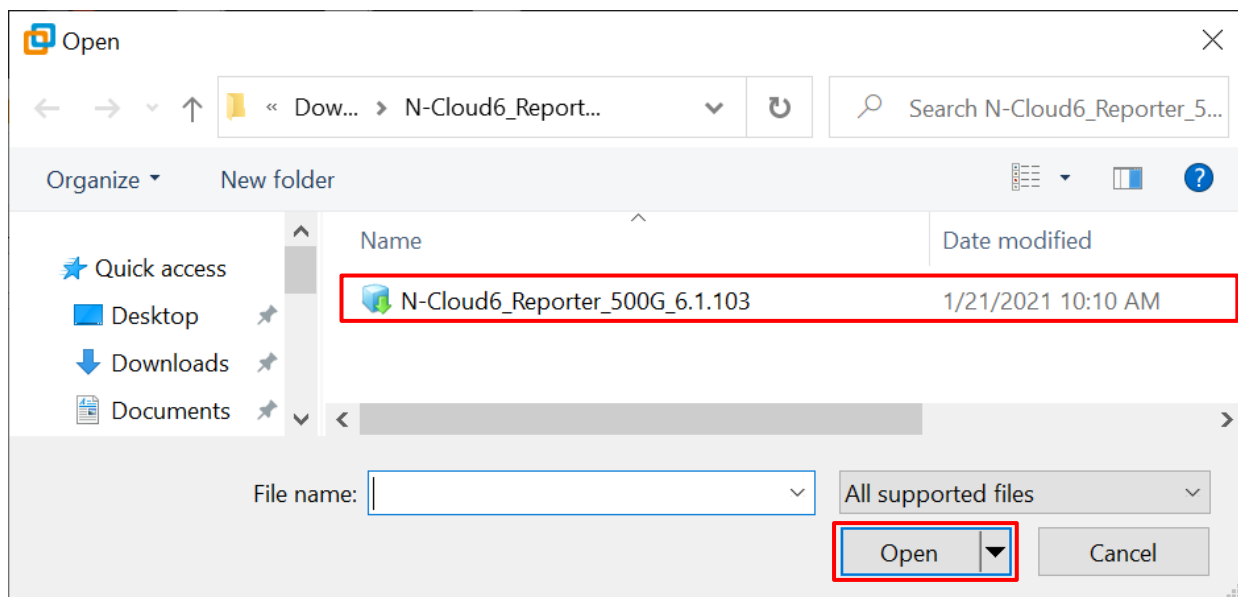 Open
« Dow... > N-Cloud6_Report...
Search N-Cloud6_Reporter_5...
Organize
New folder
?
Name
Date modified
Quick access
N-Cloud6_Reporter_500G_6.1.103
1/21/2021 10:10 AM
Desktop
Downloads
Documents
File name:
All supported files
Open
Cancel